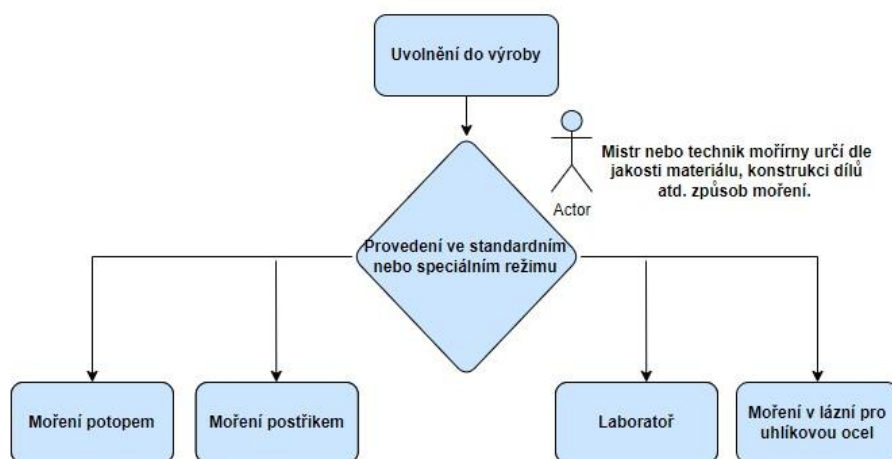 Uvolnění do výroby
Mistr nebo technik mořírny určí dle
jakosti materiálu, konstrukci dílů
atd. způsob moření.
Actor
Provedení ve standardním
nebo speciálním režimu
Moření potopem
Moření postřikem
Laboratoř
Moření v lázní pro
uhlíkovou ocel